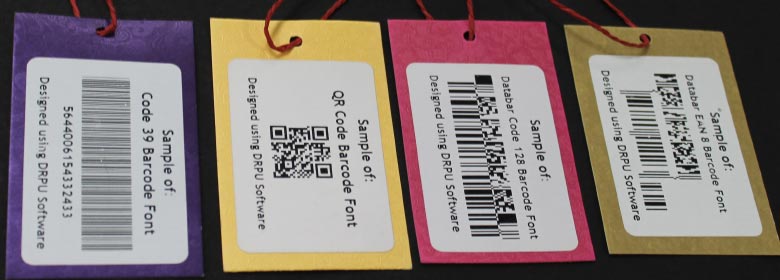 Sample of:
Code 39 Barcode Font
5644006154332433
Designed using DRPU Software
Sample of:
QR Code Barcode Font
Designed using DRPU Software
Sample of:
Databar Code 128 Barcode Font
Designed using DRPU Software
Sample of:
Databar EAN 8 Barcode Font
Designed using DRPU Software